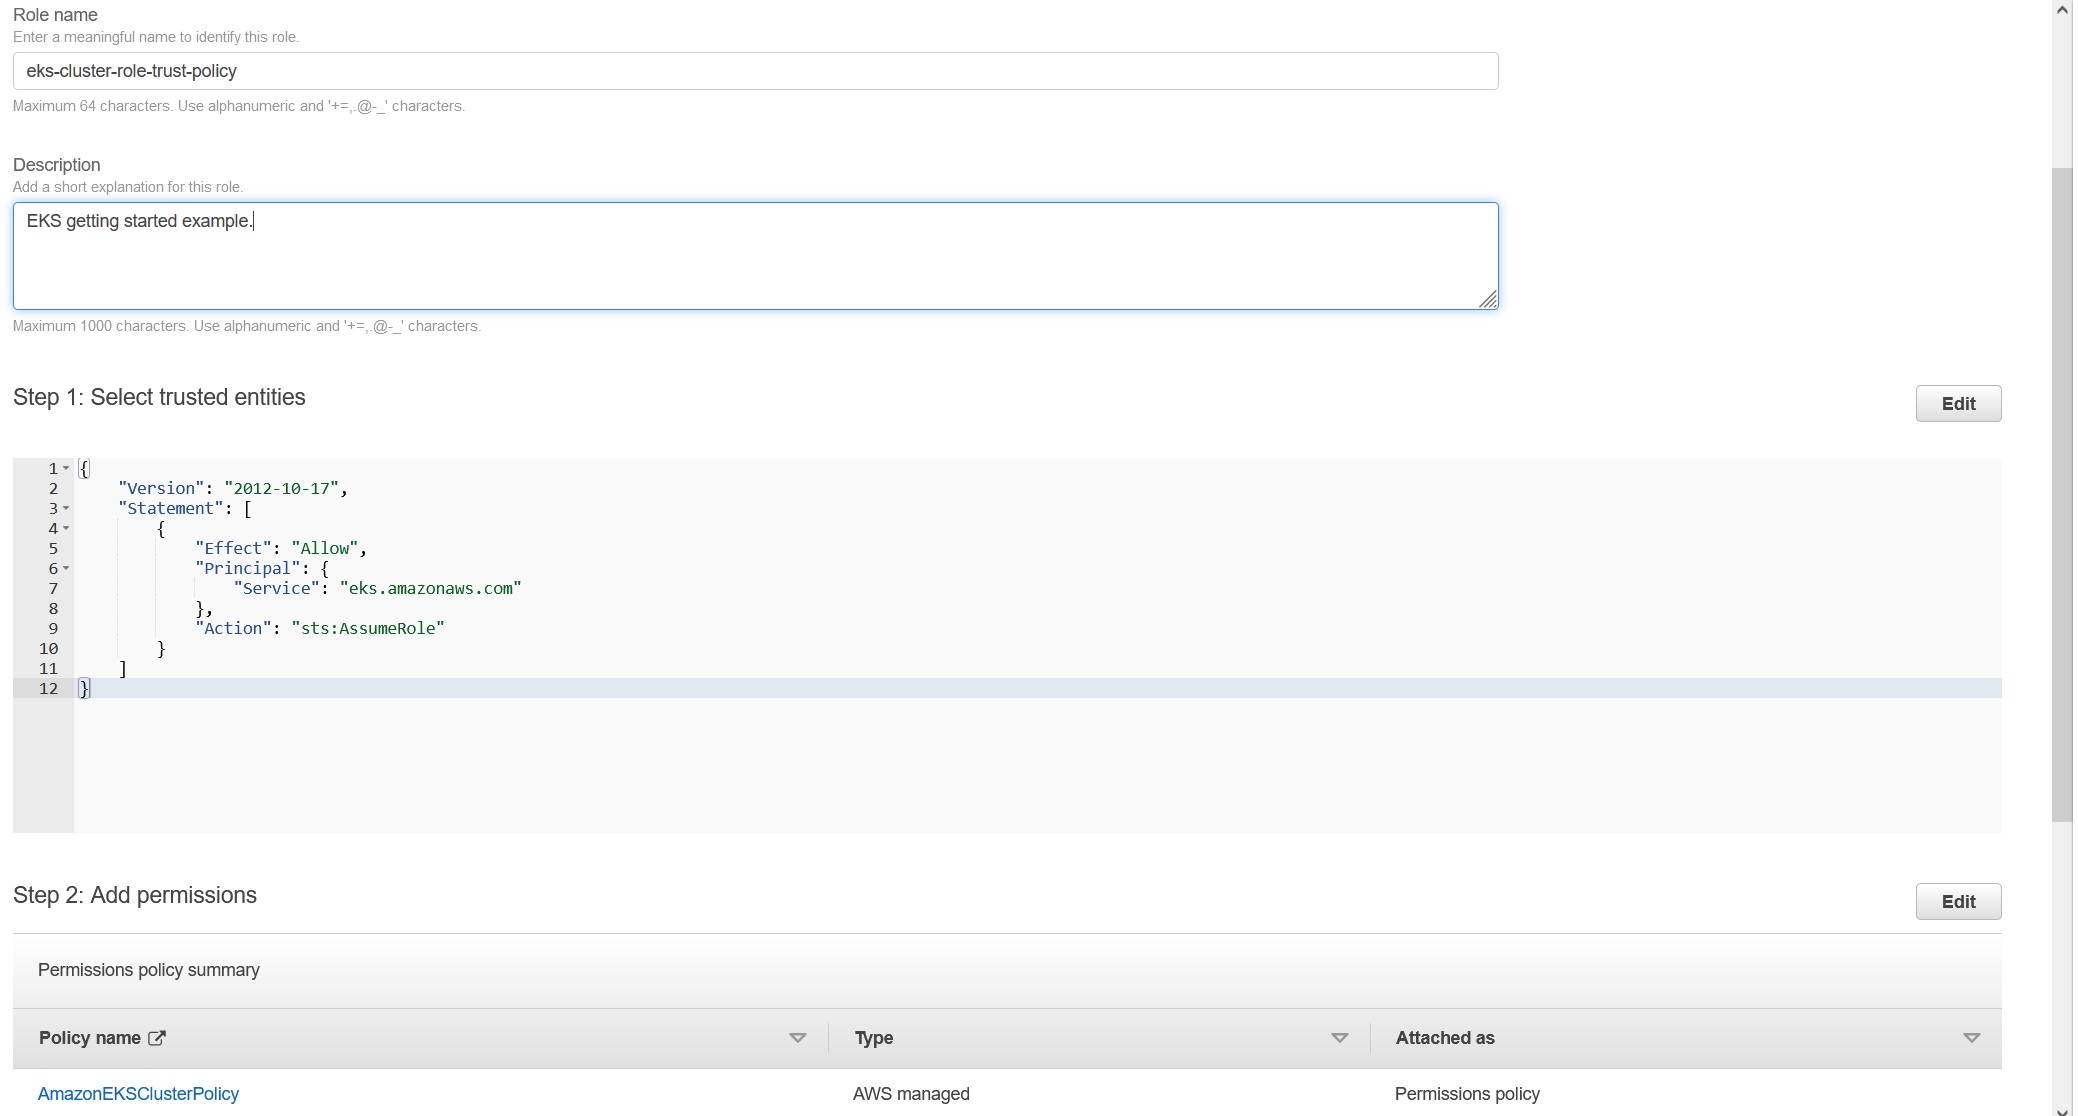 Role name
Enter a meaningful name to identify this role.
eks-cluster-role-trust-policy
Maximum 64 characters. Use alphanumeric and '+=,.@-_' characters.
Description
Add a short explanation for this role.
EKS getting started example.
Maximum 1000 characters. Use alphanumeric and '+=,.@-_' characters.
Step 1: Select trusted entities
Edit
1 {
2     "Version": "2012-10-17",
3     "Statement": [
4         {
5             "Effect": "Allow",
6             "Principal": {
7                 "Service": "eks.amazonaws.com"
8             },
9             "Action": "sts:AssumeRole"
10         }
11     ]
12 }
Step 2: Add permissions
Edit
Permissions policy summary
Policy name Type Attached as
AmazonEKSClusterPolicy AWS managed Permissions policy